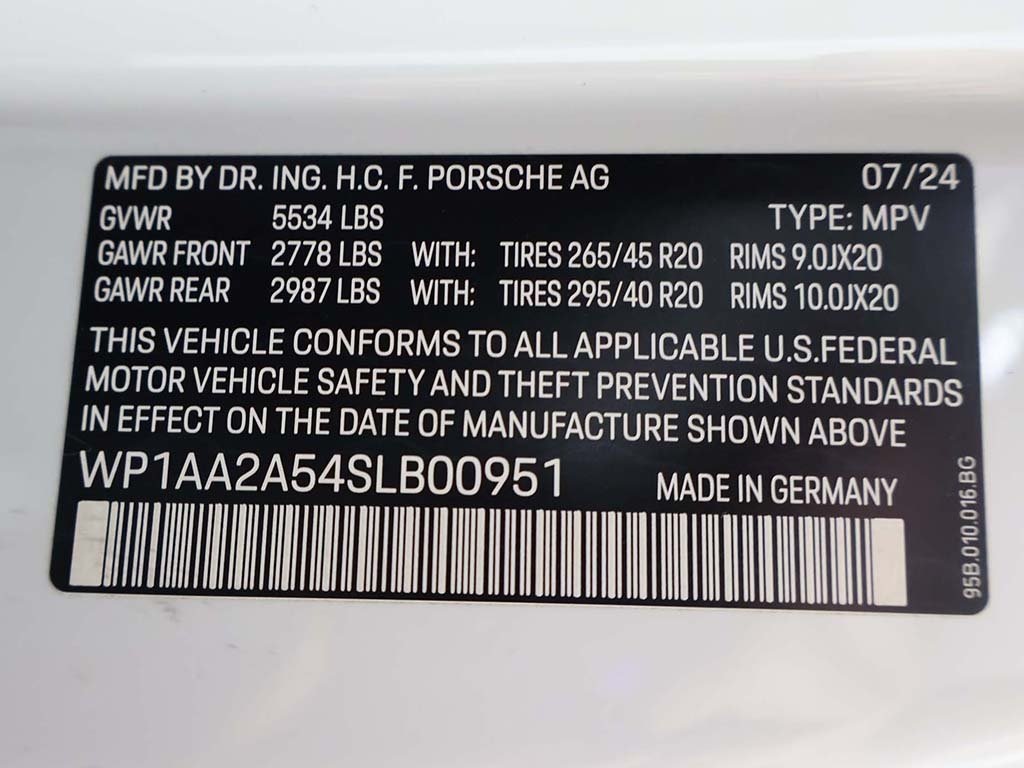 MFD BY DR. ING. H.C. F. PORSCHE AG 07/24
GVWR 5534 LBS TYPE: MPV
GAWR FRONT 2778 LBS WITH: TIRES 265/45 R20 RIMS 9.0JX20
GAWR REAR 2987 LBS WITH: TIRES 295/40 R20 RIMS 10.0JX20
THIS VEHICLE CONFORMS TO ALL APPLICABLE U.S.FEDERAL
MOTOR VEHICLE SAFETY AND THEFT PREVENTION STANDARDS
IN EFFECT ON THE DATE OF MANUFACTURE SHOWN ABOVE
WP1AA2A54SLB00951 MADE IN GERMANY
95B.010.016.BG